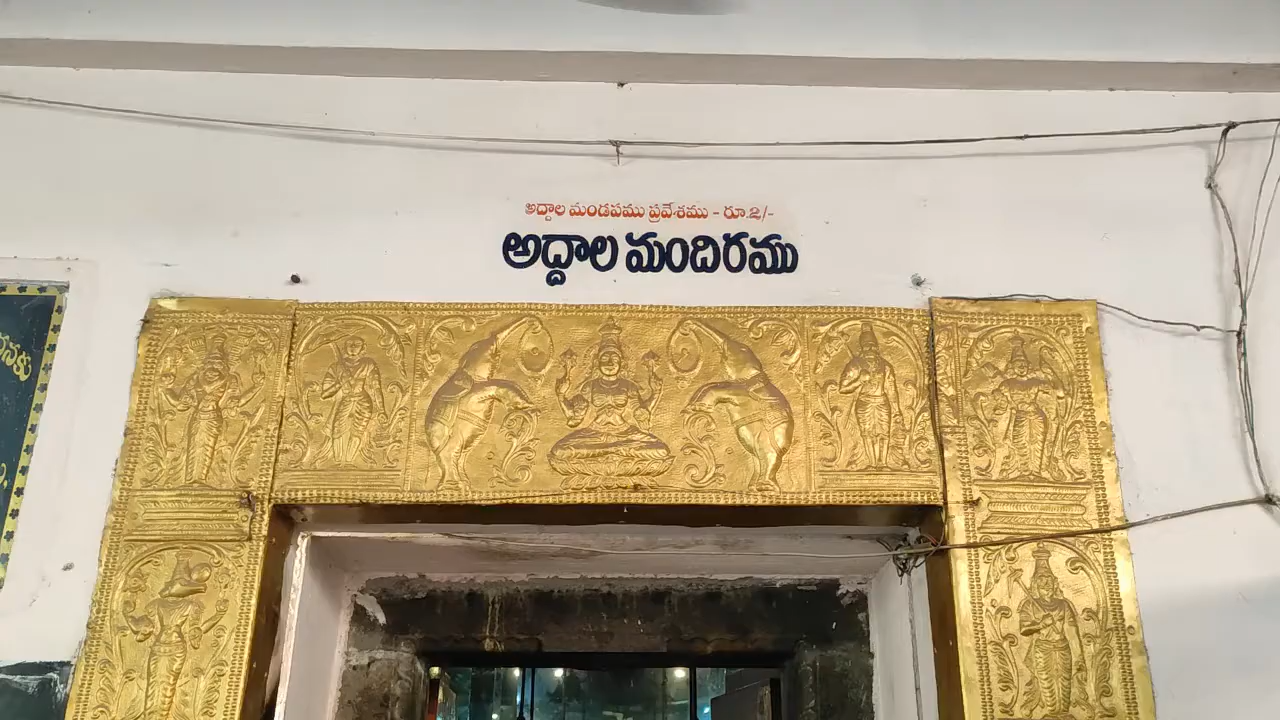 అద్దాల మండపము ప్రవేశము - రూ.2/-
అద్దాల మందిరము